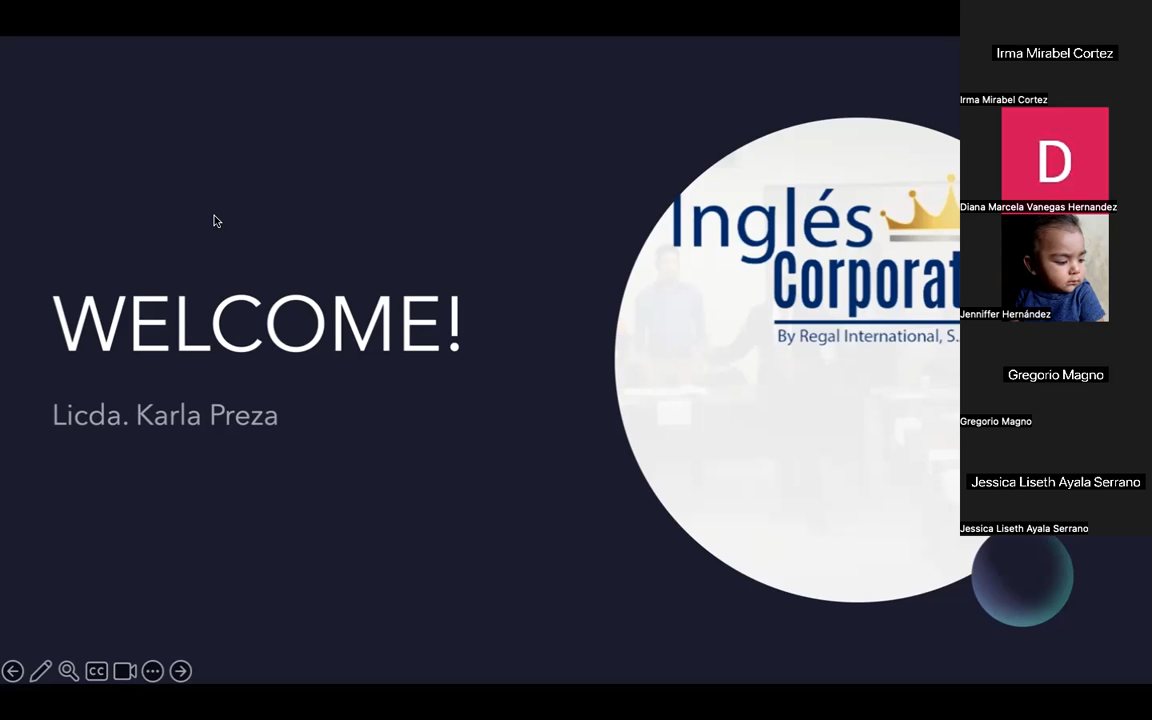 WELCOME!
Licda. Karla Preza
Inglés
Corporat
By Regal International, S.
CC
Irma Mirabel Cortez
Irma Mirabel Cortez
D
Diana Marcela Vanegas Hernandez
Jenniffer Hernández
Gregorio Magno
Gregorio Magno
Jessica Liseth Ayala Serrano
Jessica Liseth Ayala Serrano